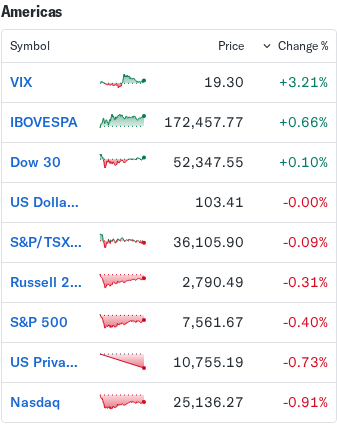 Americas
Symbol Price Change %
VIX 19.30 +3.21%
IBOVESPA 172,457.77 +0.66%
Dow 30 52,347.55 +0.10%
US Dolla... 103.41 -0.00%
S&P/TSX... 36,105.90 -0.09%
Russell 2... 2,790.49 -0.31%
S&P 500 7,561.67 -0.40%
US Priva... 10,755.19 -0.73%
Nasdaq 25,136.27 -0.91%